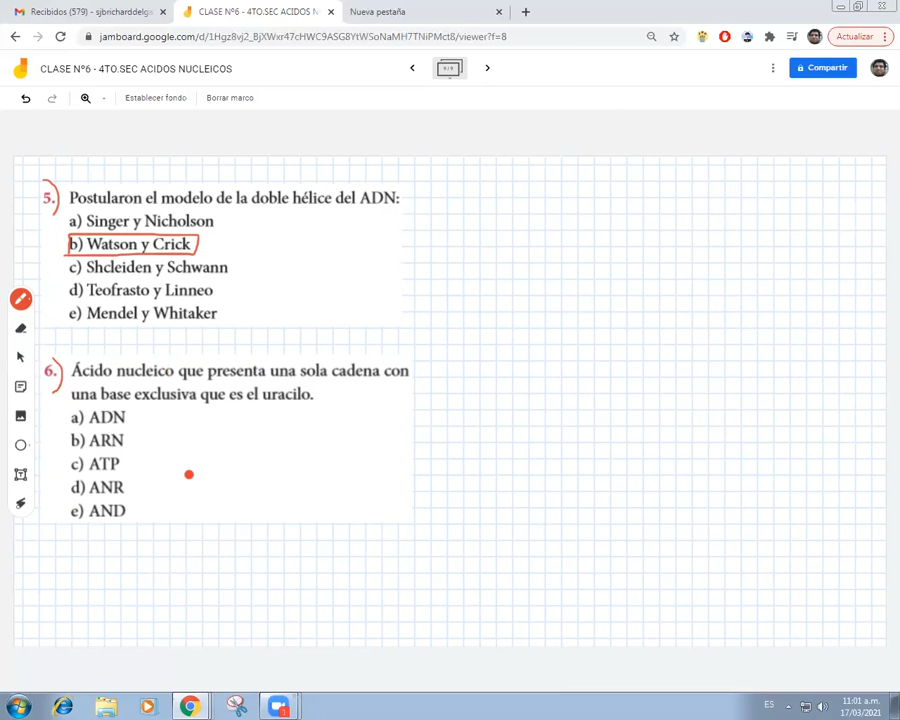 Recibidos (579) - sjbricharddelga
CLASE Nº6 - 4TO.SEC ACIDOS N
Nueva pestaña
jamboard.google.com/d/1Hgz8vj2_BjXWxr47cHWC9ASG8YtWSoNaMH7TNiPMct8/viewer?f=8
Actualizar
CLASE Nº6 - 4TO.SEC ACIDOS NUCLEICOS
Compartir
Establecer fondo
Borrar marco
5.) Postularon el modelo de la doble hélice del ADN:
a) Singer y Nicholson
b) Watson y Crick
c) Shcleiden y Schwann
d) Teofrasto y Linneo
e) Mendel y Whitaker
6.) Ácido nucleico que presenta una sola cadena con
una base exclusiva que es el uracilo.
a) ADN
b) ARN
c) ATP
d) ANR
e) AND
ES
11:01 a.m.
17/03/2021